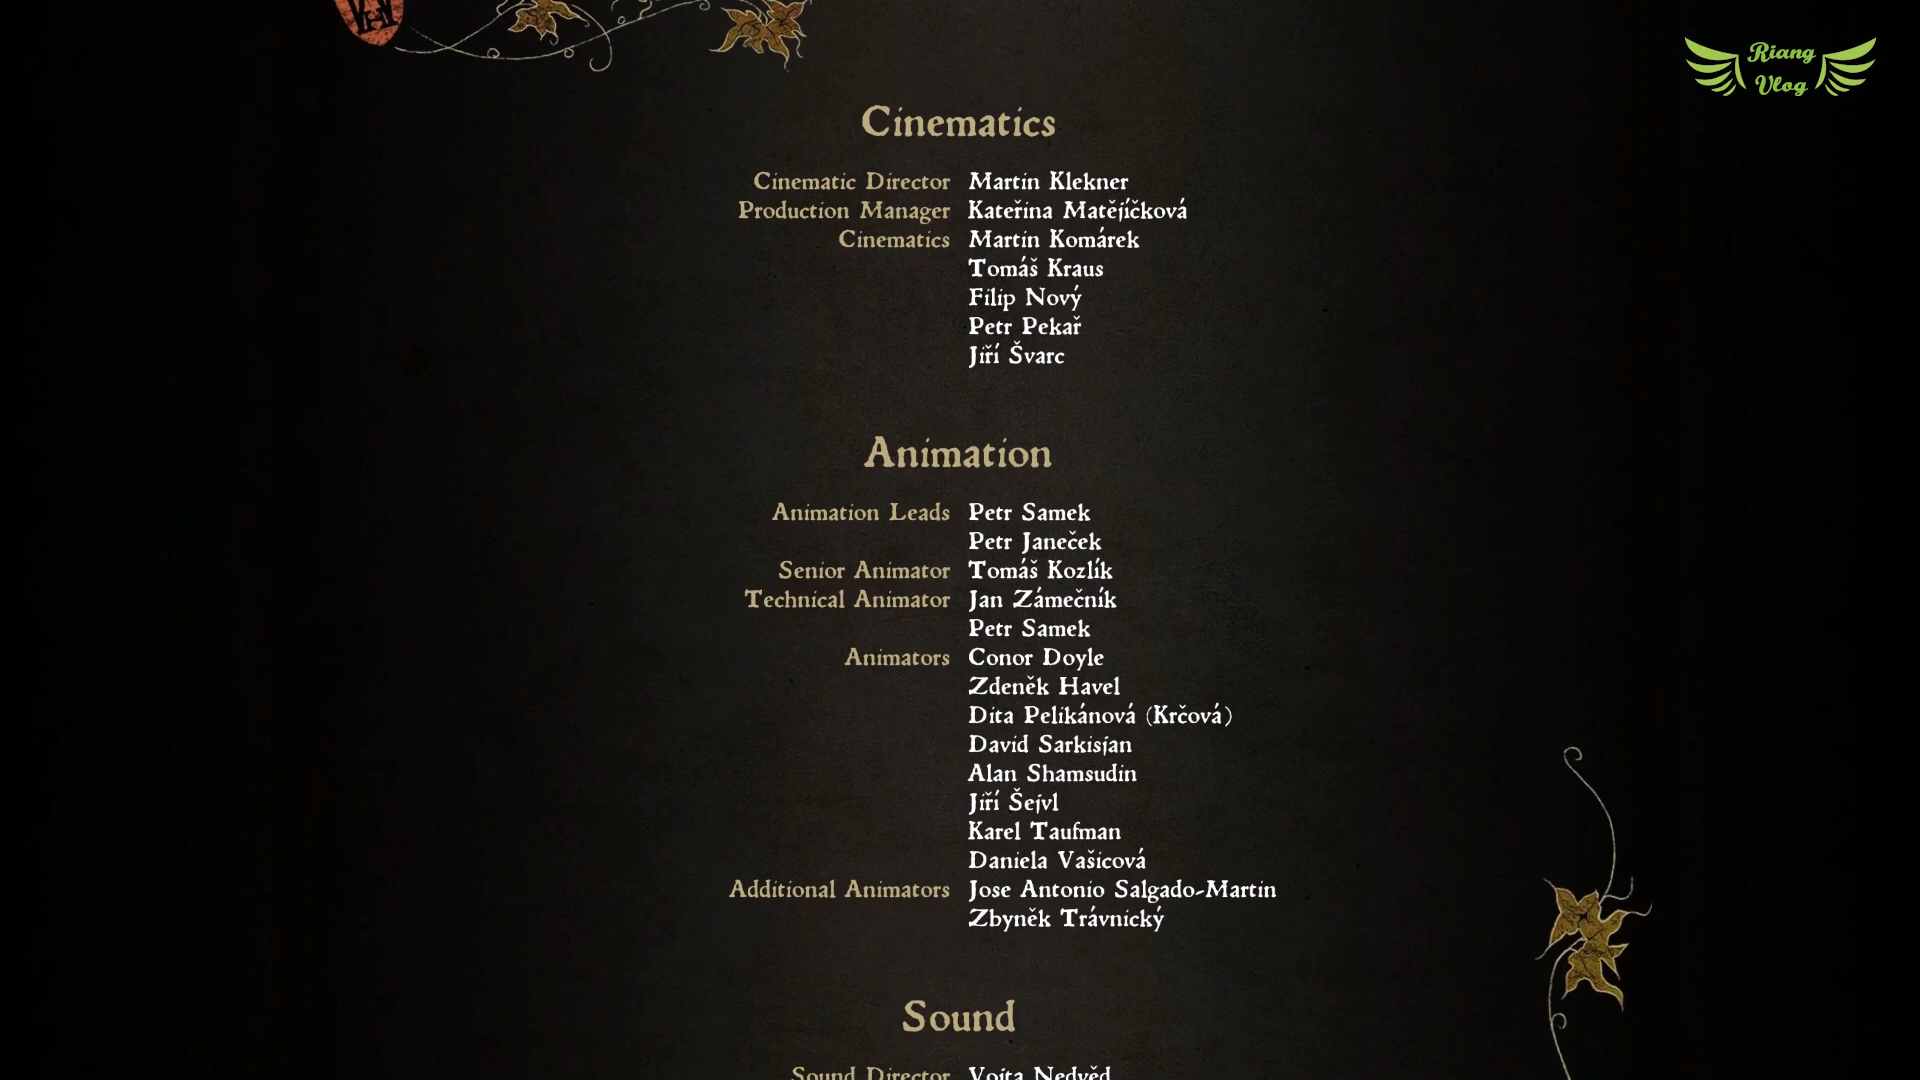 Riang
Vlog
Cinematics
Cinematic Director Martin Klekner
Production Manager Kateřina Matějíčková
Cinematics Martin Komárek
Tomáš Kraus
Filip Nový
Petr Pekař
Jiří Švarc
Animation
Animation Leads Petr Samek
Petr Janeček
Senior Animator Tomáš Kozlík
Technical Animator Jan Zámečník
Petr Samek
Animators Conor Doyle
Zdeněk Havel
Dita Pelikánová (Krčová)
David Sarkisjan
Alan Shamsudin
Jiří Šejvl
Karel Taufman
Daniela Vašicová
Additional Animators Jose Antonio Salgado-Martin
Zbyněk Trávnický
Sound
Sound Director Vojta Nedvěd